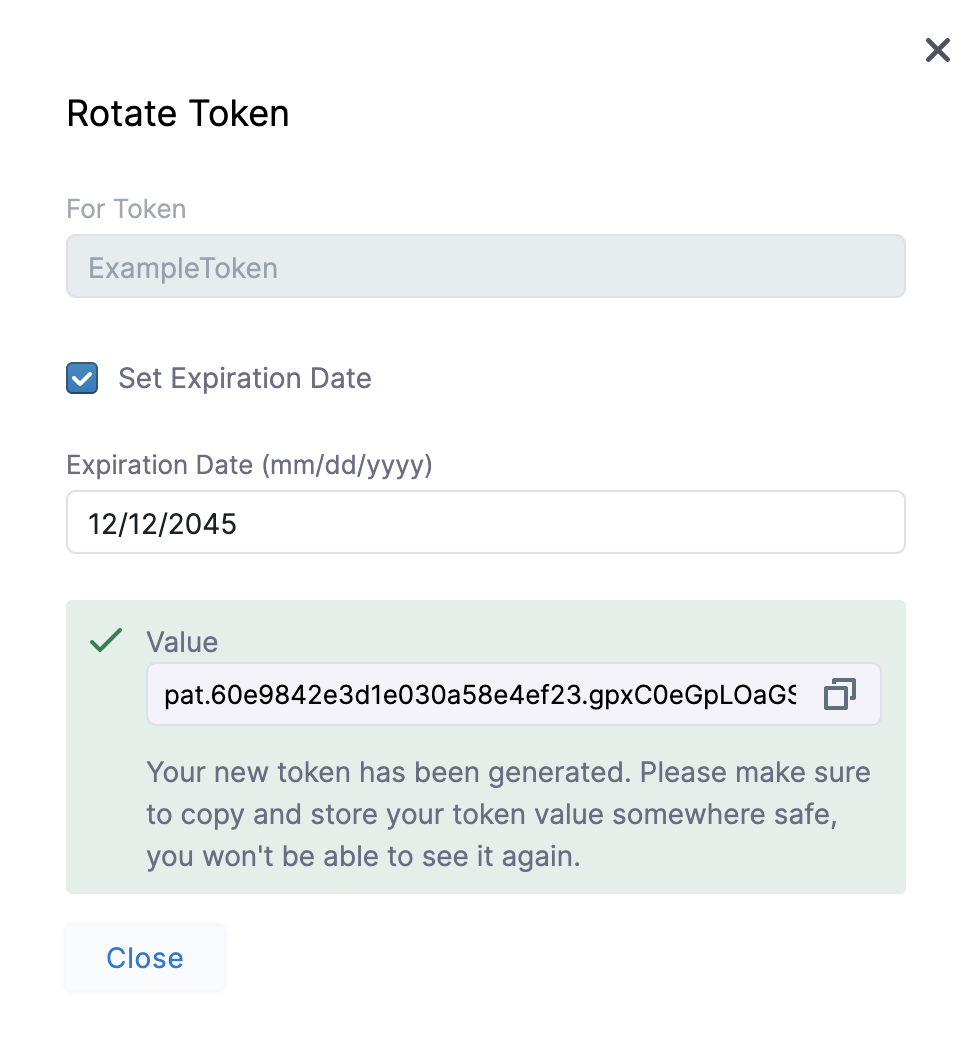 Rotate Token
For Token
ExampleToken
Set Expiration Date
Expiration Date (mm/dd/yyyy)
12/12/2045
Value
pat.60e9842e3d1e030a58e4ef23.gpxC0eGpLOaGS
Your new token has been generated. Please make sure
to copy and store your token value somewhere safe,
you won't be able to see it again.
Close